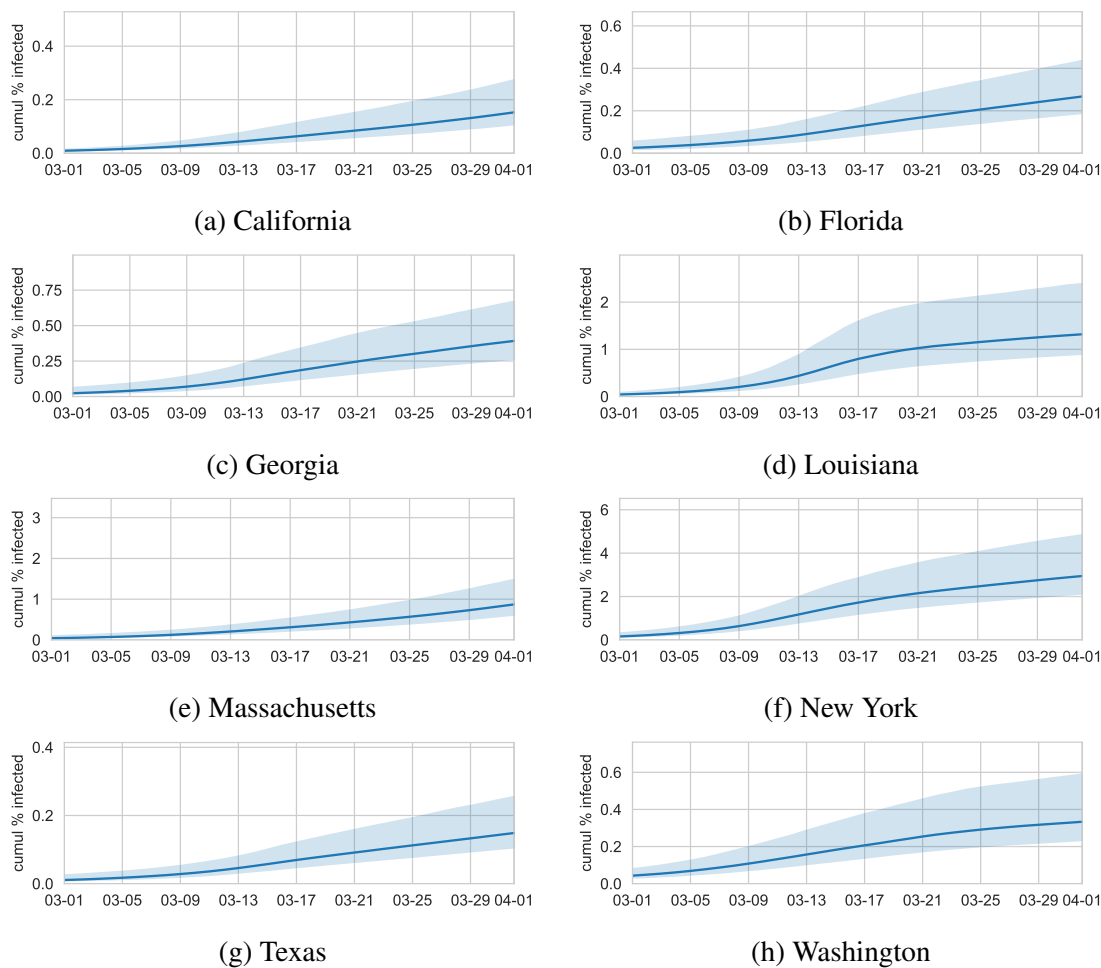 cumul % infected
0.4
0.2
0.0
03-01 03-05 03-09 03-13 03-17 03-21 03-25 03-29 04-01
(a) California
cumul % infected
0.6
0.4
0.2
0.0
03-01 03-05 03-09 03-13 03-17 03-21 03-25 03-29 04-01
(b) Florida
cumul % infected
0.75
0.50
0.25
0.00
03-01 03-05 03-09 03-13 03-17 03-21 03-25 03-29 04-01
(c) Georgia
cumul % infected
2
1
0
03-01 03-05 03-09 03-13 03-17 03-21 03-25 03-29 04-01
(d) Louisiana
cumul % infected
3
2
1
0
03-01 03-05 03-09 03-13 03-17 03-21 03-25 03-29 04-01
(e) Massachusetts
cumul % infected
6
4
2
0
03-01 03-05 03-09 03-13 03-17 03-21 03-25 03-29 04-01
(f) New York
cumul % infected
0.4
0.2
0.0
03-01 03-05 03-09 03-13 03-17 03-21 03-25 03-29 04-01
(g) Texas
cumul % infected
0.6
0.4
0.2
0.0
03-01 03-05 03-09 03-13 03-17 03-21 03-25 03-29 04-01
(h) Washington